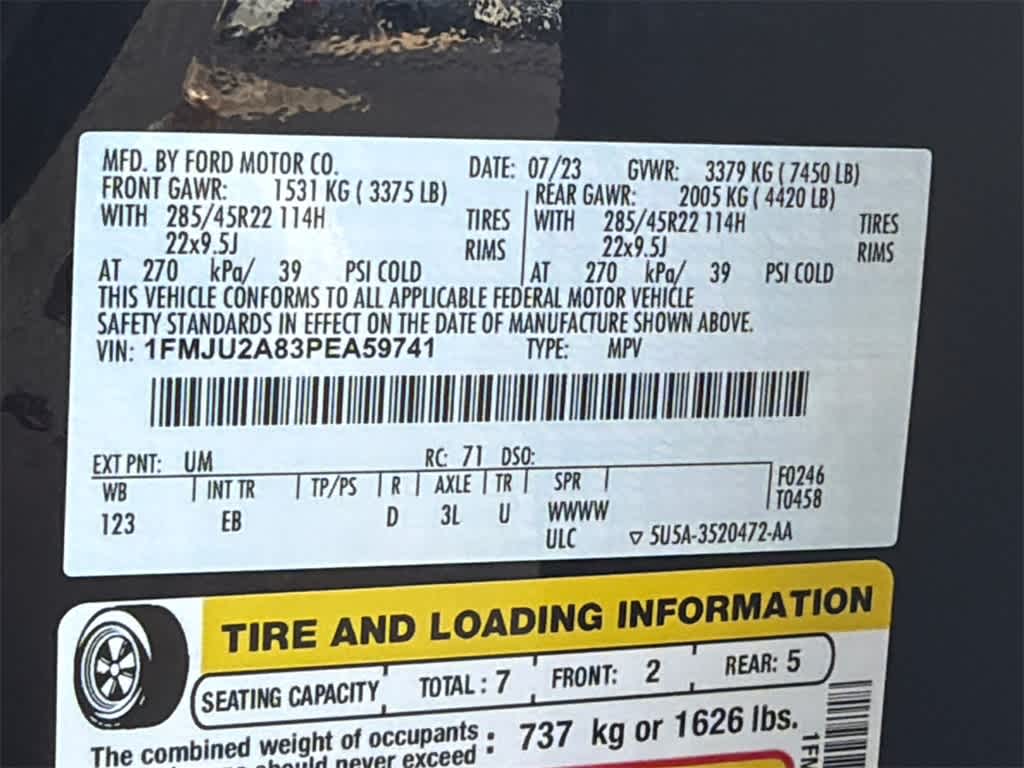 MFD. BY FORD MOTOR CO. DATE: 07/23 GVWR: 3379 KG ( 7450 LB)
FRONT GAWR: 1531 KG ( 3375 LB) REAR GAWR: 2005 KG ( 4420 LB)
WITH 285/45R22 114H TIRES WITH 285/45R22 114H TIRES
22x9.5J RIMS 22x9.5J RIMS
AT 270 kPa/ 39 PSI COLD AT 270 kPa/ 39 PSI COLD
THIS VEHICLE CONFORMS TO ALL APPLICABLE FEDERAL MOTOR VEHICLE
SAFETY STANDARDS IN EFFECT ON THE DATE OF MANUFACTURE SHOWN ABOVE.
VIN: 1FMJU2A83PEA59741 TYPE: MPV
EXT PNT: UM RC: 71 DSO:
WB INT TR TP/PS R AXLE TR SPR F0246
T0458
123 EB D 3L U WWWW
ULC ▽ 5U5A-3520472-AA
TIRE AND LOADING INFORMATION
SEATING CAPACITY TOTAL : 7 FRONT: 2 REAR: 5
The combined weight of occupants : 737 kg or 1626 lbs.
should never exceed
1FM